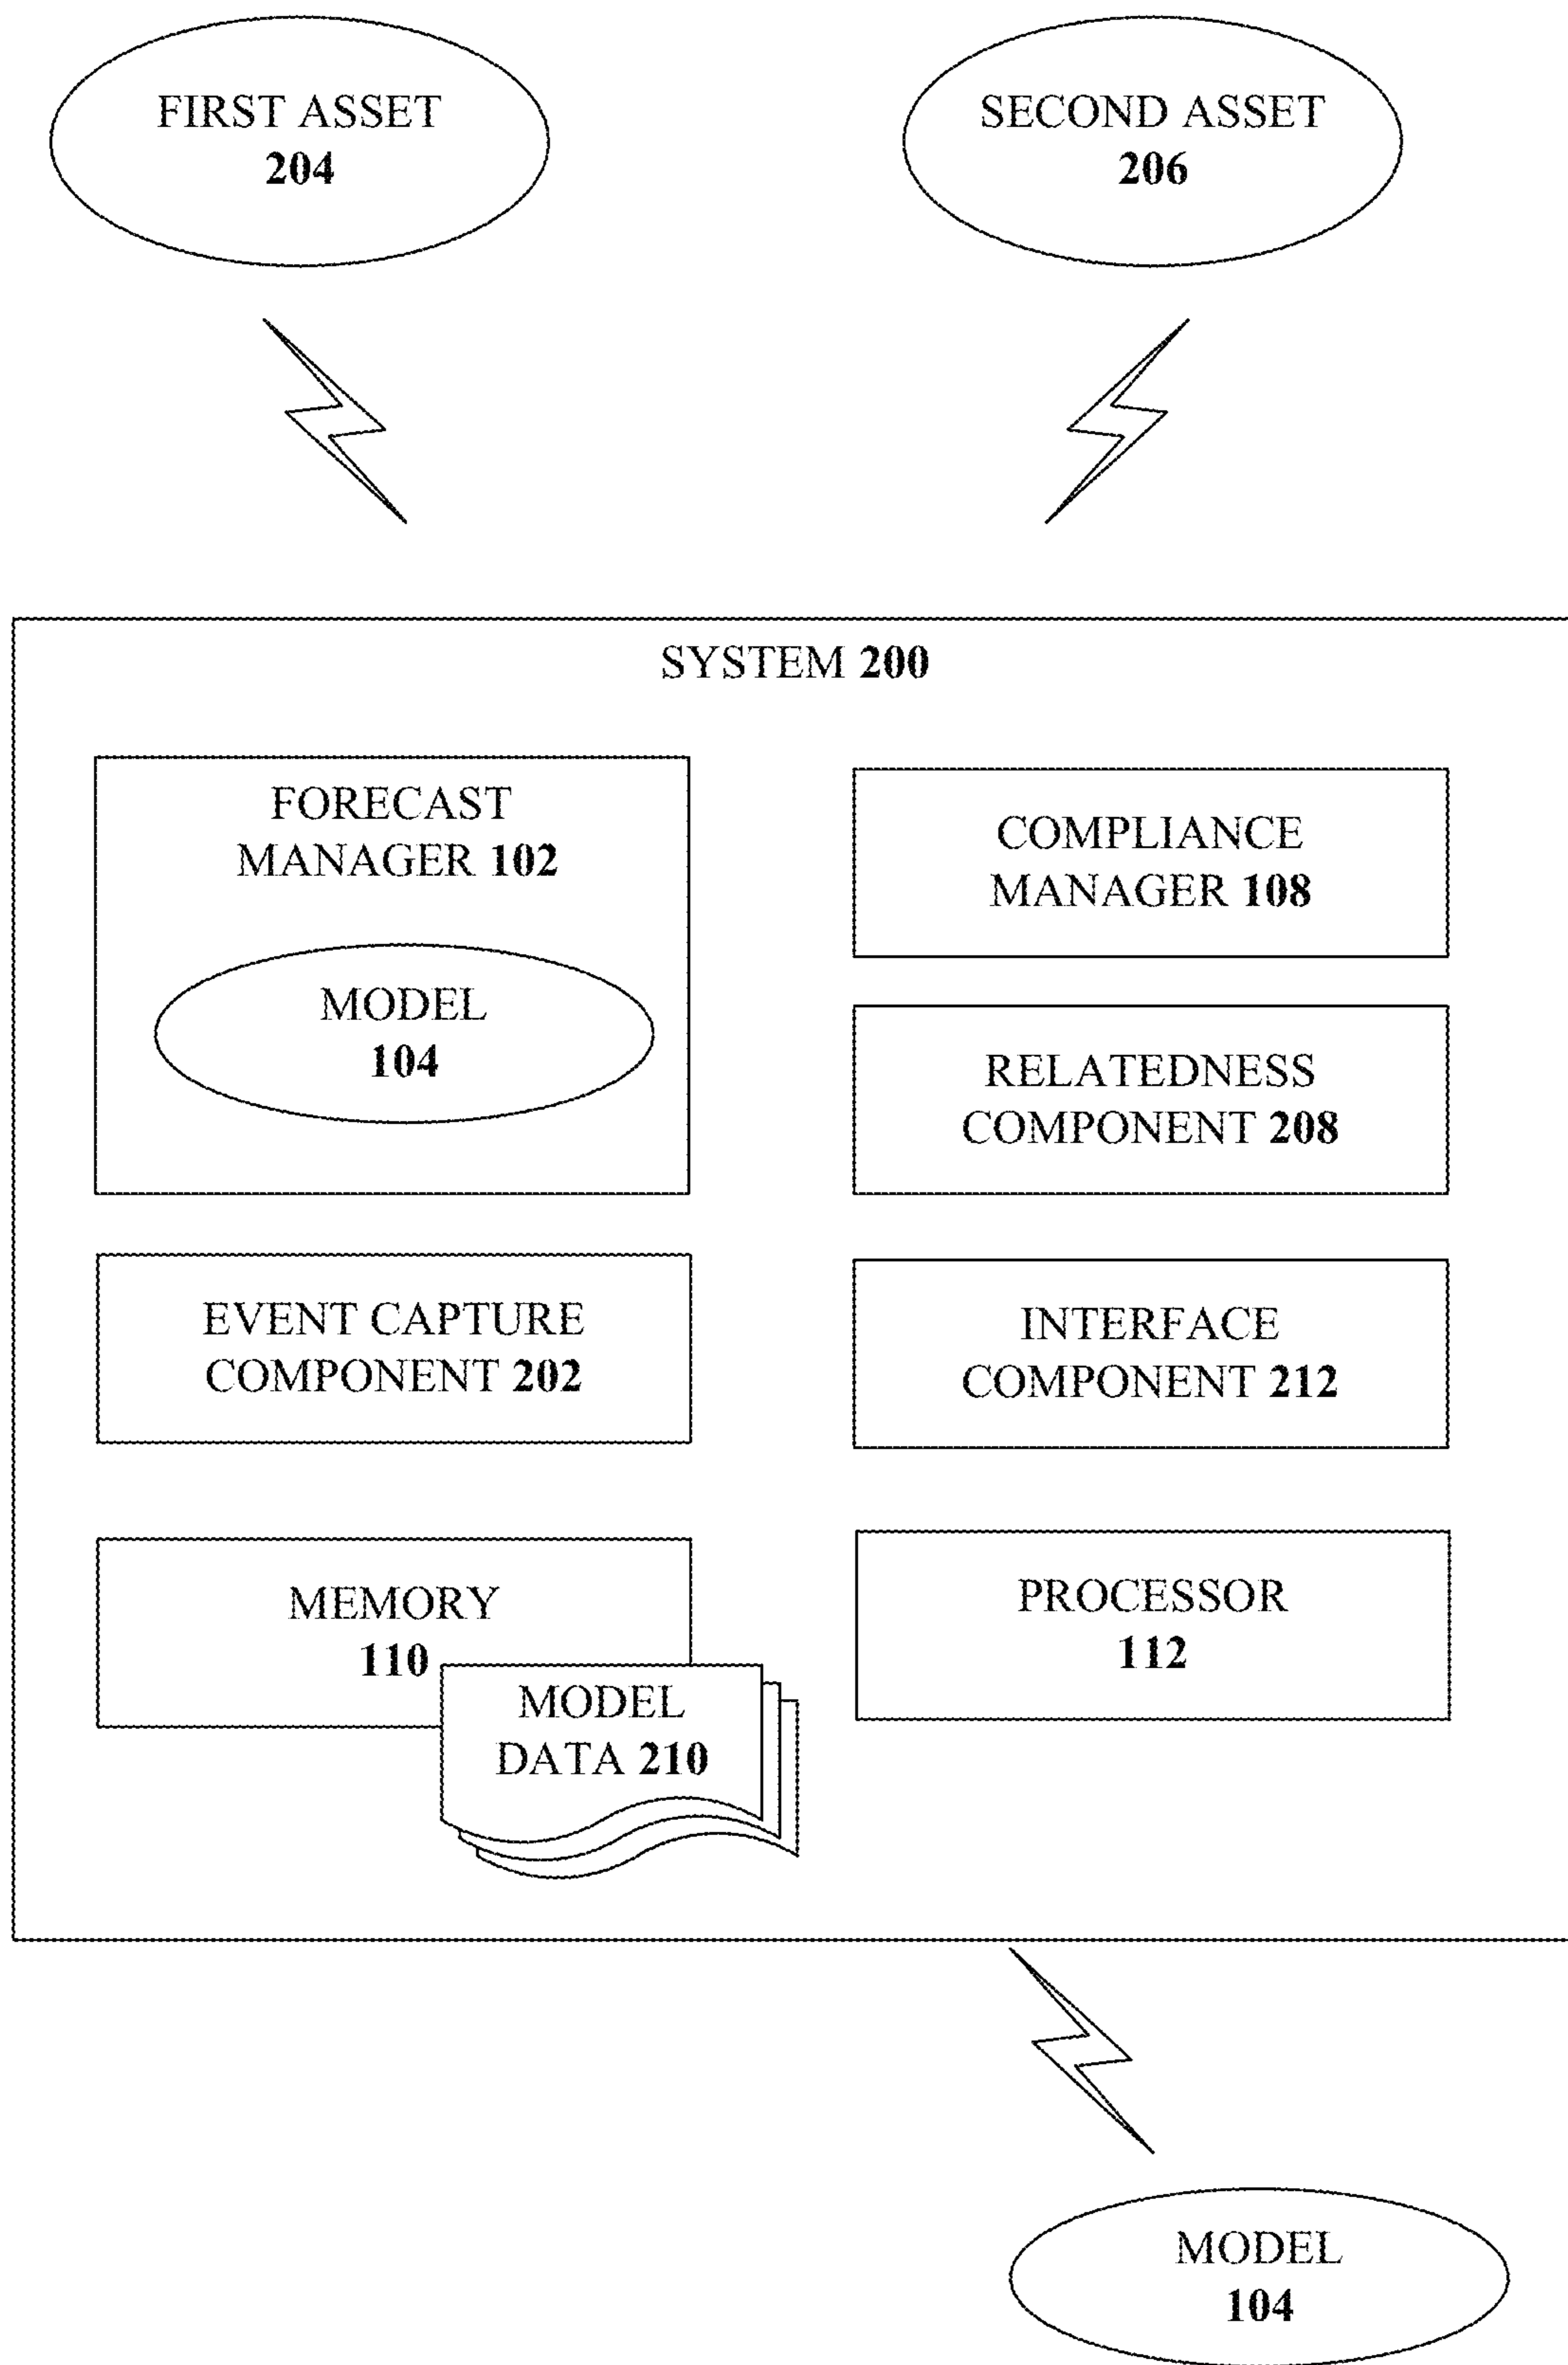 FIRST ASSET
204
SECOND ASSET
206
SYSTEM 200
FORECAST
MANAGER 102
MODEL
104
COMPLIANCE
MANAGER 108
RELATEDNESS
COMPONENT 208
EVENT CAPTURE
COMPONENT 202
INTERFACE
COMPONENT 212
MEMORY
110
MODEL
DATA 210
PROCESSOR
112
MODEL
104